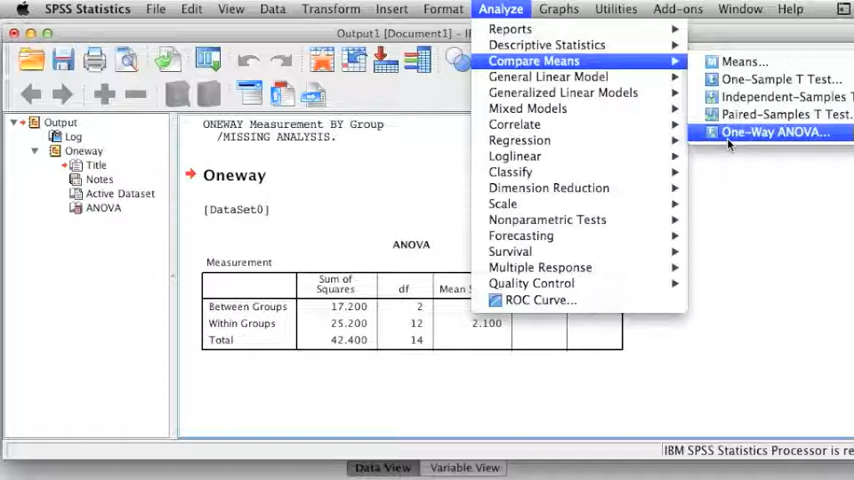 SPSS Statistics File Edit View Data Transform Insert Format Analyze Graphs Utilities Add-ons Window Help
Output1 [Document1] – I
Reports
Descriptive Statistics
Compare Means
General Linear Model
Generalized Linear Models
Mixed Models
Correlate
Regression
Loglinear
Classify
Dimension Reduction
Scale
Nonparametric Tests
Forecasting
Survival
Multiple Response
Quality Control
ROC Curve...
Means...
One-Sample T Test...
Independent-Samples T
Paired-Samples T Test.
One-Way ANOVA...
Output
Log
Oneway
Title
Notes
Active Dataset
ANOVA
ONEWAY Measurement BY Group
/MISSING ANALYSIS.
Oneway
[DataSet0]
ANOVA
Measurement
Sum of
Squares df Mean S
Between Groups 17.200 2
Within Groups 25.200 12 2.100
Total 42.400 14
IBM SPSS Statistics Processor is re
Data View Variable View